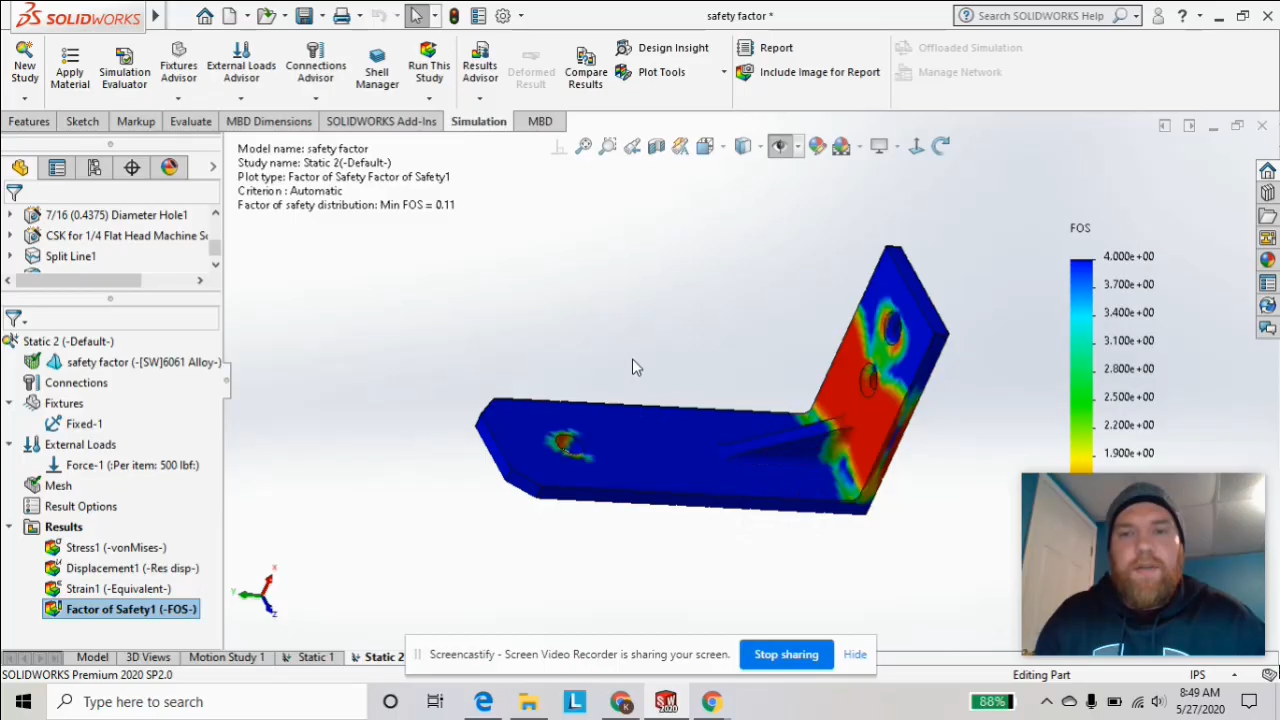 SOLIDWORKS
safety factor *
Search SOLIDWORKS Help
New Study
Apply Material
Simulation Evaluator
Fixtures Advisor
External Loads Advisor
Connections Advisor
Shell Manager
Run This Study
Results Advisor
Deformed Result
Compare Results
Design Insight
Plot Tools
Report
Include Image for Report
Offloaded Simulation
Manage Network
Features
Sketch
Markup
Evaluate
MBD Dimensions
SOLIDWORKS Add-Ins
Simulation
MBD
7/16 (0.4375) Diameter Hole1
CSK for 1/4 Flat Head Machine Sc
Split Line1
Static 2 (-Default-)
safety factor (-[SW]6061 Alloy-)
Connections
Fixtures
Fixed-1
External Loads
Force-1 (:Per item: 500 lbf:)
Mesh
Result Options
Results
Stress1 (-vonMises-)
Displacement1 (-Res disp-)
Strain1 (-Equivalent-)
Factor of Safety1 (-FOS-)
Model name: safety factor
Study name: Static 2(-Default-)
Plot type: Factor of Safety Factor of Safety1
Criterion : Automatic
Factor of safety distribution: Min FOS = 0.11
FOS
4.000e+00
3.700e+00
3.400e+00
2.800e+00
2.500e+00
1.900e+00
Model
3D Views
Motion Study 1
Static 1
Static 2
Screencastify - Screen Video Recorder is sharing your screen.
Stop sharing
Hide
SOLIDWORKS Premium 2020 SP2.0
Editing Part
IPS
Type here to search
L
SW
2020
88%
8:49 AM
5/27/2020